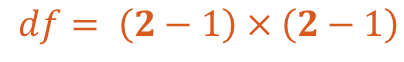 df = (2 − 1) × (2 − 1)